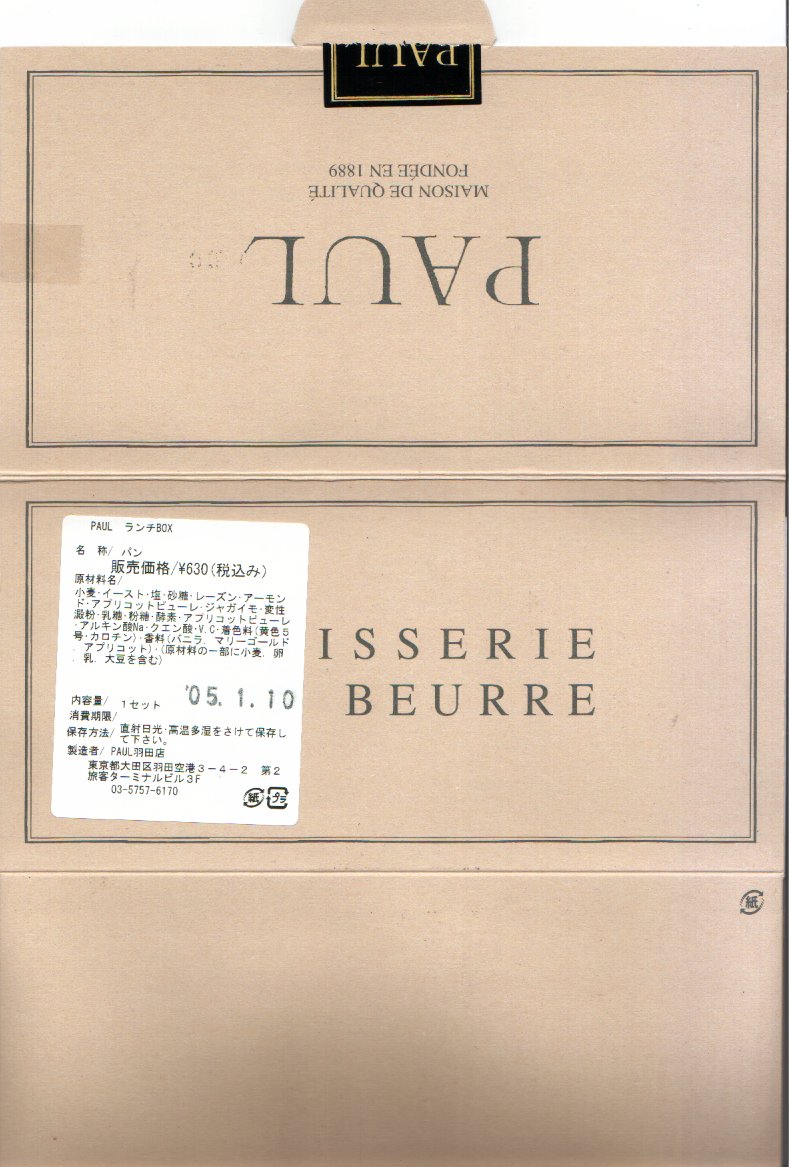 PAUL
FONDÉE EN 1889
MAISON DE QUALITÉ
PAUL
ISSERIE
BEURRE
PAUL ランチBOX
名 称/ パン
販売価格/¥630(税込み)
原材料名/
小麦・イースト・塩・砂糖・レーズン・アーモン
ド・アプリコットピューレ・ジャガイモ・変性
澱粉・乳糖・粉糖・酵素・アプリコットピューレ
・アルキン酸Na・クエン酸・V.C・着色料(黄色5
号・カロチン)・香料(バニラ、マリーゴールド
、アプリコット)・(原材料の一部に小麦、卵
、乳、大豆を含む)
内容量/ 1セット
'05.1.10
消費期限/
保存方法/ 直射日光・高温多湿をさけて保存し
て下さい。
製造者/ PAUL羽田店
東京都大田区羽田空港3-4-2 第2
旅客ターミナルビル3F
03-5757-6170
紙 プラ
紙